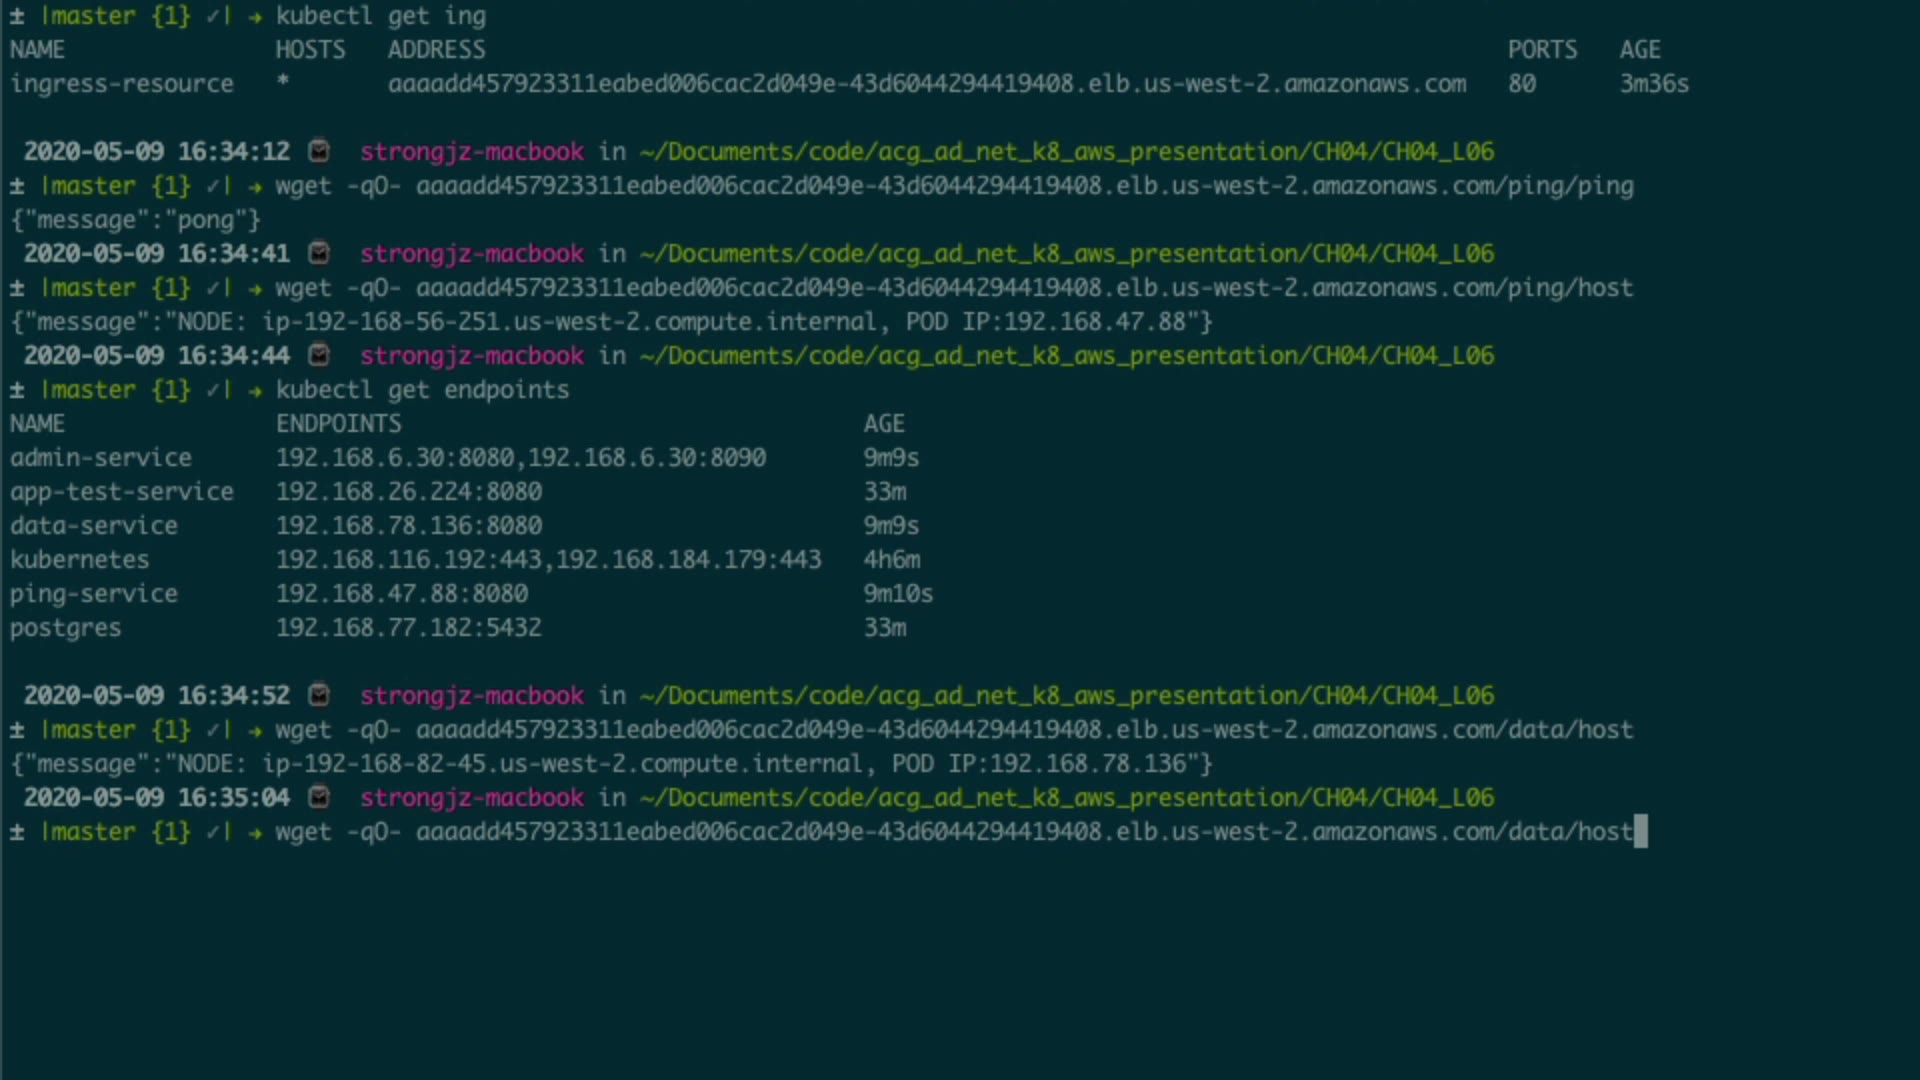 ± |master {1} ✓| → kubectl get ing
NAME HOSTS ADDRESS PORTS AGE
ingress-resource * aaaadd457923311eabed006cac2d049e-43d6044294419408.elb.us-west-2.amazonaws.com 80 3m36s
2020-05-09 16:34:12 strongjz-macbook in ~/Documents/code/acg_ad_net_k8_aws_presentation/CH04/CH04_L06
± |master {1} ✓| → wget -qO- aaaadd457923311eabed006cac2d049e-43d6044294419408.elb.us-west-2.amazonaws.com/ping/ping
{"message":"pong"}
2020-05-09 16:34:41 strongjz-macbook in ~/Documents/code/acg_ad_net_k8_aws_presentation/CH04/CH04_L06
± |master {1} ✓| → wget -qO- aaaadd457923311eabed006cac2d049e-43d6044294419408.elb.us-west-2.amazonaws.com/ping/host
{"message":"NODE: ip-192-168-56-251.us-west-2.compute.internal, POD IP:192.168.47.88"}
2020-05-09 16:34:44 strongjz-macbook in ~/Documents/code/acg_ad_net_k8_aws_presentation/CH04/CH04_L06
± |master {1} ✓| → kubectl get endpoints
NAME ENDPOINTS AGE
admin-service 192.168.6.30:8080,192.168.6.30:8090 9m9s
app-test-service 192.168.26.224:8080 33m
data-service 192.168.78.136:8080 9m9s
kubernetes 192.168.116.192:443,192.168.184.179:443 4h6m
ping-service 192.168.47.88:8080 9m10s
postgres 192.168.77.182:5432 33m
2020-05-09 16:34:52 strongjz-macbook in ~/Documents/code/acg_ad_net_k8_aws_presentation/CH04/CH04_L06
± |master {1} ✓| → wget -qO- aaaadd457923311eabed006cac2d049e-43d6044294419408.elb.us-west-2.amazonaws.com/data/host
{"message":"NODE: ip-192-168-82-45.us-west-2.compute.internal, POD IP:192.168.78.136"}
2020-05-09 16:35:04 strongjz-macbook in ~/Documents/code/acg_ad_net_k8_aws_presentation/CH04/CH04_L06
± |master {1} ✓| → wget -qO- aaaadd457923311eabed006cac2d049e-43d6044294419408.elb.us-west-2.amazonaws.com/data/host